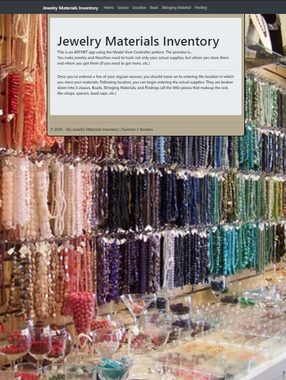 Jewelry Materials Inventory Home Source Location Bead Stringing Material Finding
Jewelry Materials Inventory
This is an ASP.NET app using the Model View Controller pattern. The premise is...
You make jewelry and therefore need to track not only your actual supplies, but where you store them
and where you got them (if you need to get more, etc.)
Once you've entered a few of your regular sources, you should move on to entering the location in which
you store your materials. Following location, you can begin entering the actual supplies. They are broken
down into 3 classes, Beads, Stringing Materials, and Findings (all the little pieces that makeup the rest,
like clasps, spacers, bead caps, etc.)
© 2020 - My Jewelry Materials Inventory | Summer J.